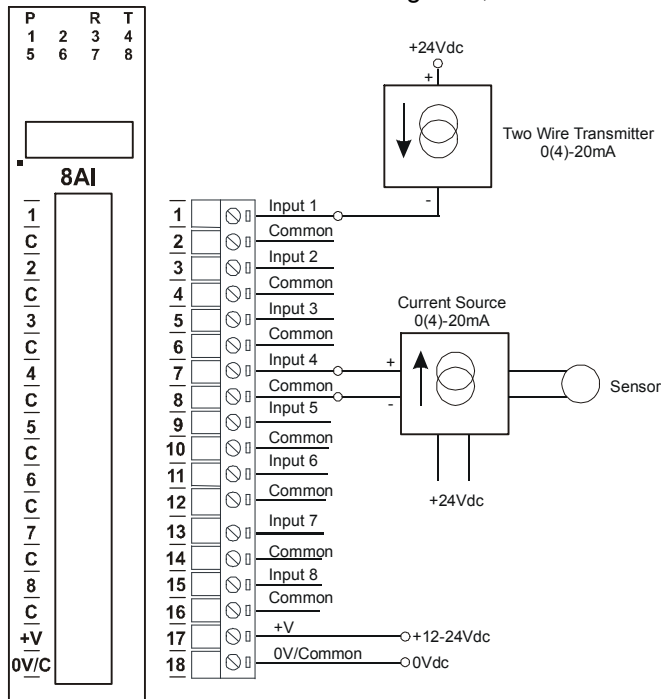 P R T
1 2 3 4
5 6 7 8
8AI
1
C
2
C
3
C
4
C
5
C
6
C
7
C
8
C
+V
0V/C
1 Input 1
2 Common
3 Input 2
4 Common
5 Input 3
6 Common
7 Input 4
8 Common
9 Input 5
10 Common
11 Input 6
12 Common
13 Input 7
14 Common
15 Input 8
16 Common
17 +V +12-24Vdc
18 0V/Common 0Vdc
+24Vdc
+
Two Wire Transmitter
0(4)-20mA
-
Current Source
0(4)-20mA
+
-
Sensor
+24Vdc